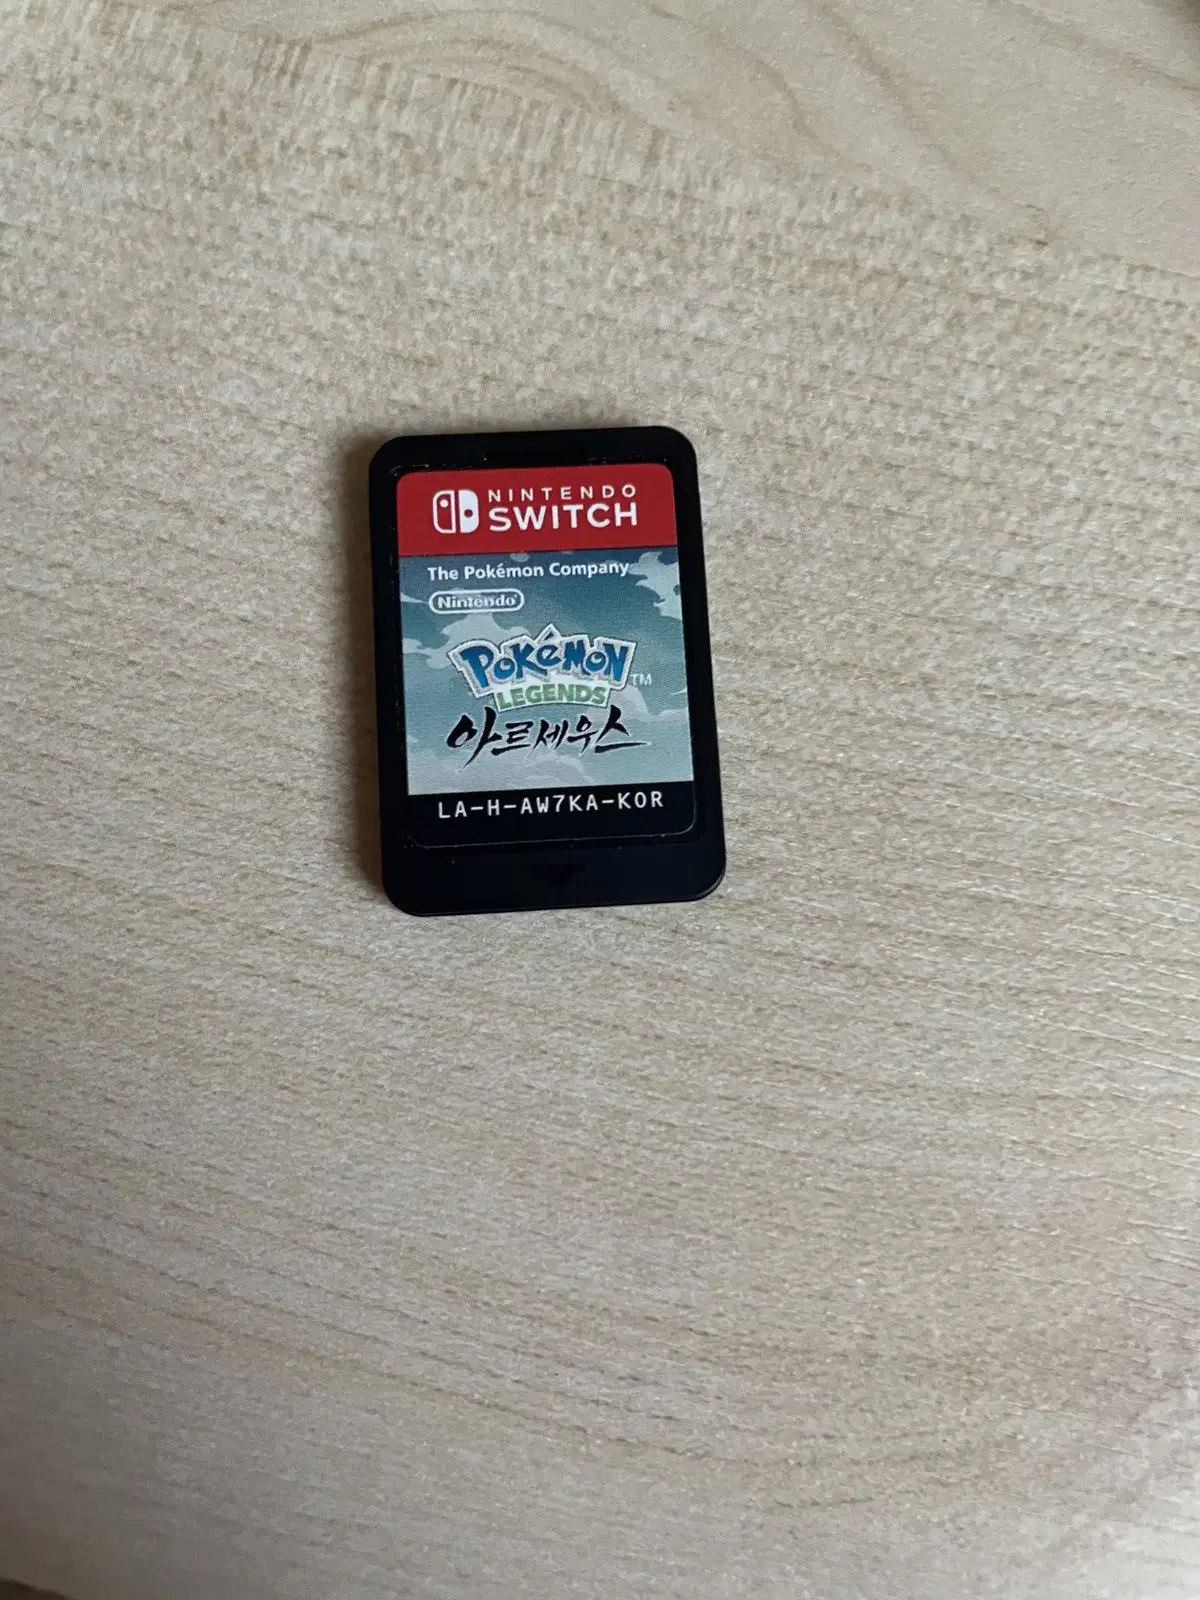 NINTENDO
SWITCH
The Pokémon Company
Nintendo
POKéMON
TM
LEGENDS
아르세우스
LA-H-AW7KA-KOR